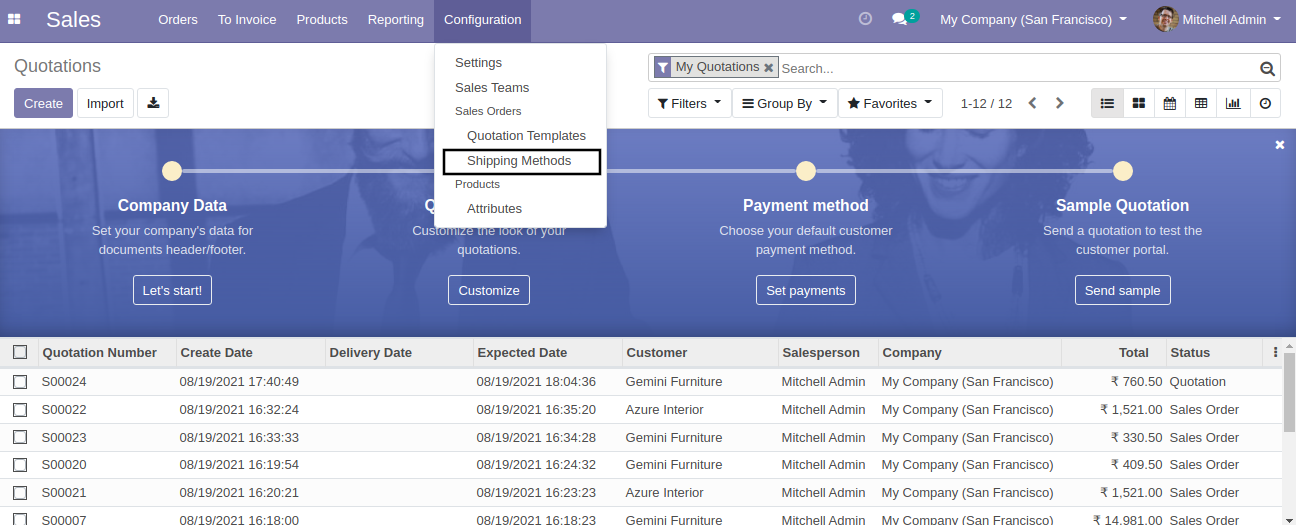 Sales Orders To Invoice Products Reporting Configuration 2 My Company (San Francisco) Mitchell Admin
Quotations
My Quotations Search...
Create Import
Filters Group By Favorites 1-12 / 12
Settings
Sales Teams
Sales Orders
Quotation Templates
Shipping Methods
Products
Attributes
Company Data
Set your company's data for
documents header/footer.
Let's start!
Q
Customize the look of your
quotations.
Customize
Payment method
Choose your default customer
payment method.
Set payments
Sample Quotation
Send a quotation to test the
customer portal.
Send sample
Quotation Number Create Date Delivery Date Expected Date Customer Salesperson Company Total Status
S00024 08/19/2021 17:40:49 08/19/2021 18:04:36 Gemini Furniture Mitchell Admin My Company (San Francisco) ₹ 760.50 Quotation
S00022 08/19/2021 16:32:24 08/19/2021 16:35:20 Azure Interior Mitchell Admin My Company (San Francisco) ₹ 1,521.00 Sales Order
S00023 08/19/2021 16:33:33 08/19/2021 16:34:28 Gemini Furniture Mitchell Admin My Company (San Francisco) ₹ 330.50 Sales Order
S00020 08/19/2021 16:19:54 08/19/2021 16:24:32 Gemini Furniture Mitchell Admin My Company (San Francisco) ₹ 409.50 Sales Order
S00021 08/19/2021 16:20:21 08/19/2021 16:23:23 Azure Interior Mitchell Admin My Company (San Francisco) ₹ 1,521.00 Sales Order
S00007 08/19/2021 16:18:00 08/19/2021 16:18:23 Gemini Furniture Mitchell Admin My Company (San Francisco) ₹ 14,981.00 Sales Order